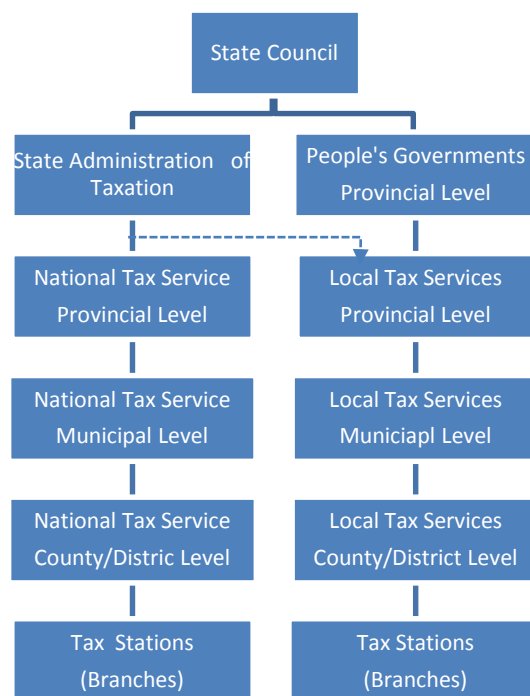 State Council
State Administration of
Taxation
People's Governments
Provincial Level
National Tax Service
Provincial Level
Local Tax Services
Provincial Level
National Tax Service
Municipal Level
Local Tax Services
Municiapl Level
National Tax Service
County/Distric Level
Local Tax Services
County/District Level
Tax Stations
(Branches)
Tax Stations
(Branches)